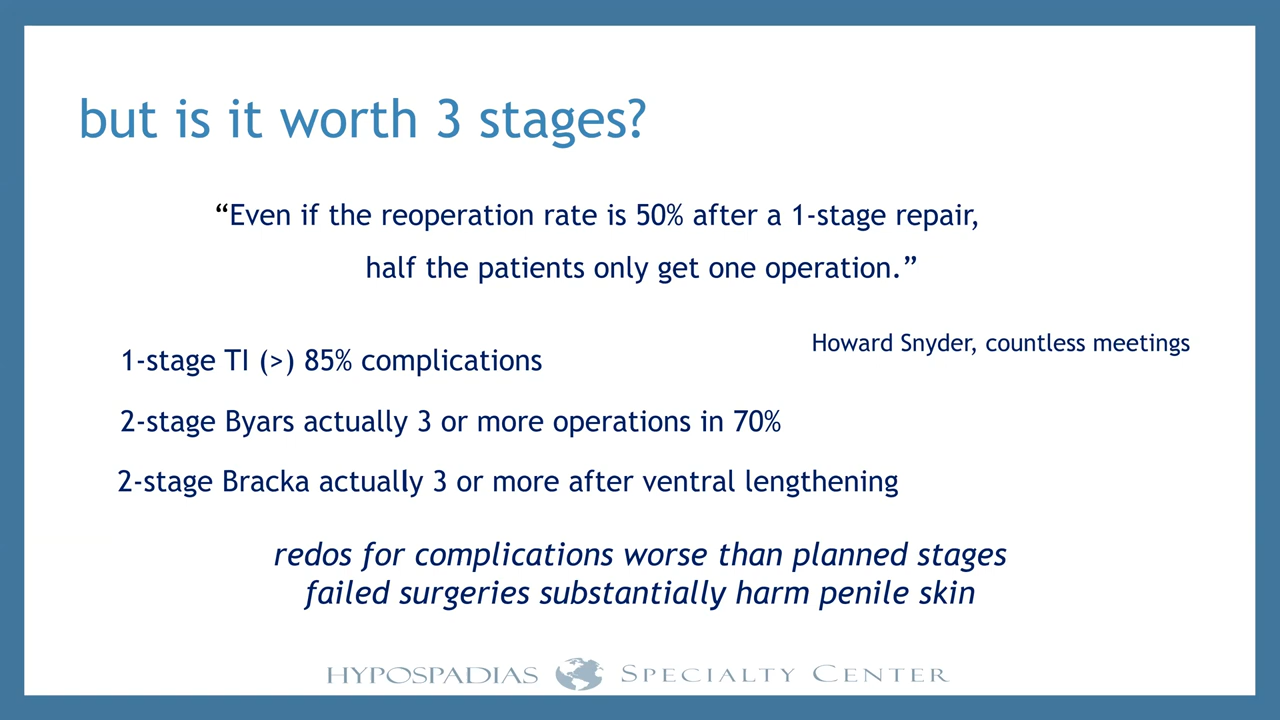 but is it worth 3 stages?
“Even if the reoperation rate is 50% after a 1-stage repair,
half the patients only get one operation.”
Howard Snyder, countless meetings
1-stage TI (>) 85% complications
2-stage Byars actually 3 or more operations in 70%
2-stage Bracka actually 3 or more after ventral lengthening
redos for complications worse than planned stages
failed surgeries substantially harm penile skin
HYPOSPADIAS SPECIALTY CENTER